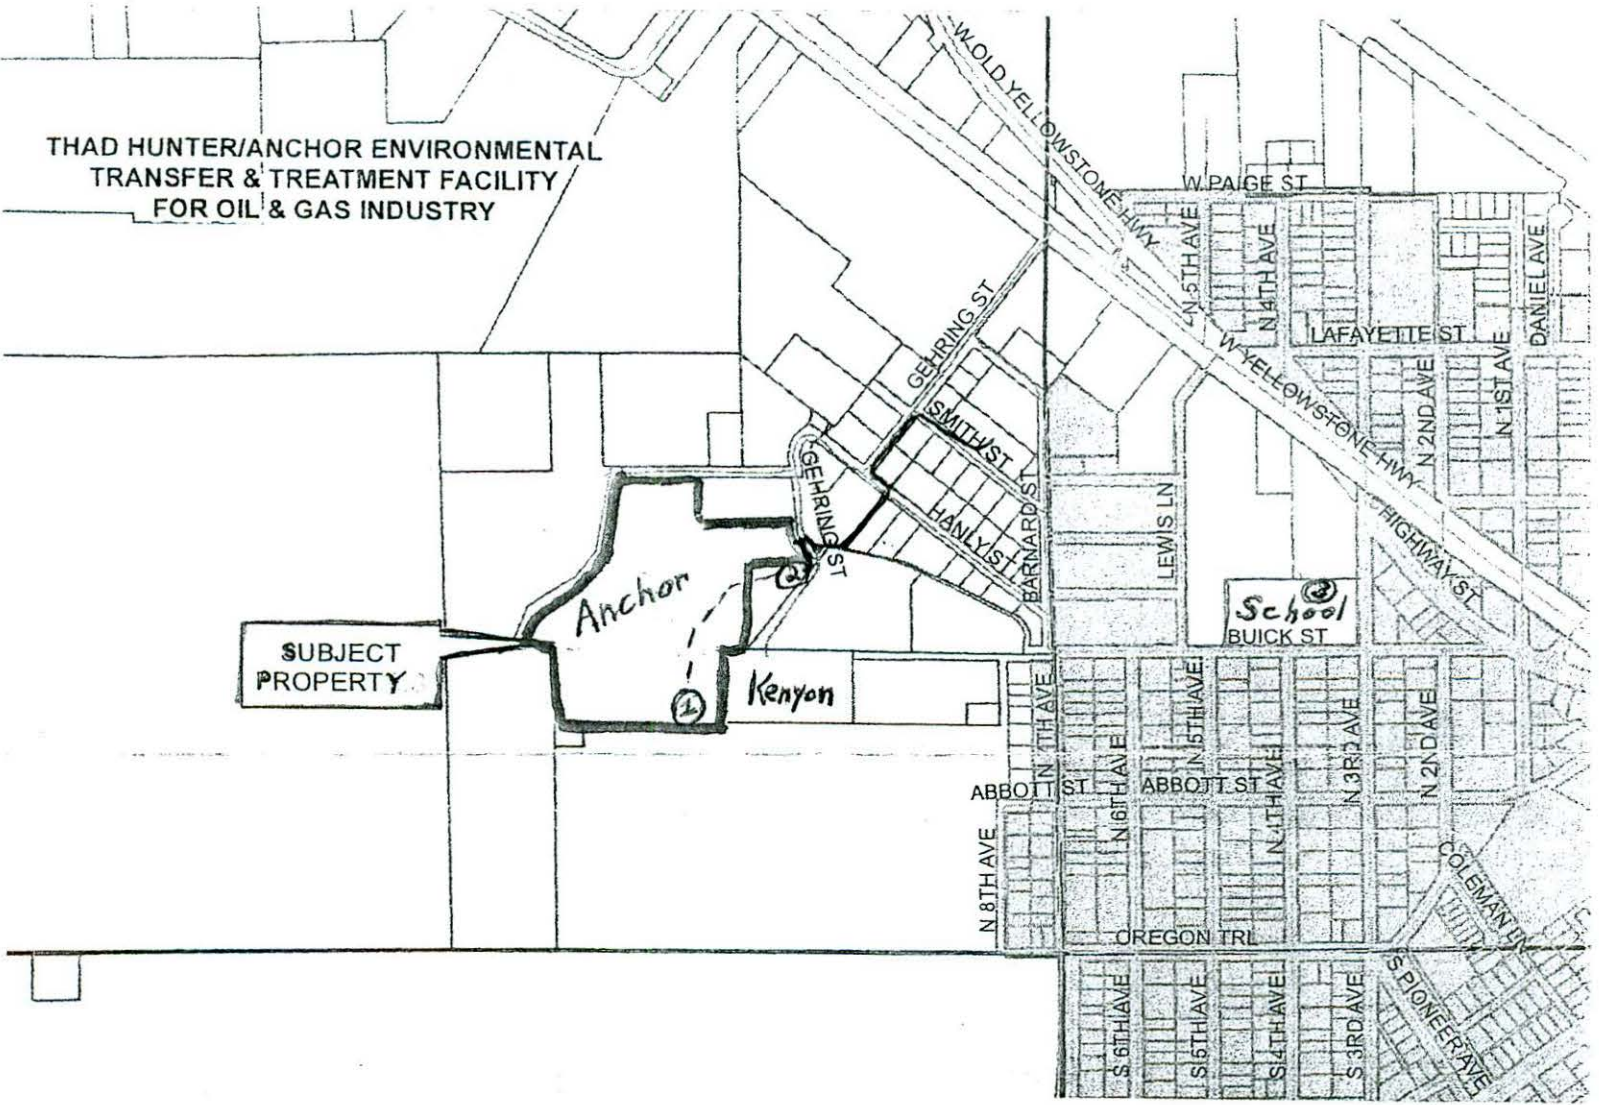 THAD HUNTER/ANCHOR ENVIRONMENTAL
TRANSFER & TREATMENT FACILITY
FOR OIL & GAS INDUSTRY
W OLD YELLOWSTONE HWY
W PAIGE ST
N 5TH AVE
N 4TH AVE
DANIEL AVE
LAFAYETTE ST
N 1ST AVE
N 2ND AVE
W YELLOWSTONE HWY
GEHRING ST
SMITH ST
GEHRING ST
HANLY ST
BARNARD ST
LEWIS LN
HIGHWAY ST
Anchor
2
School
BUICK ST
SUBJECT
PROPERTY
1
Kenyon
N 7TH AVE
N 6TH AVE
N 5TH AVE
N 4TH AVE
N 3RD AVE
N 2ND AVE
ABBOTT ST
ABBOTT ST
N 8TH AVE
COLEMAN LN
OREGON TRL
S 6TH AVE
S 5TH AVE
S 4TH AVE
S 3RD AVE
S PIONEER AVE